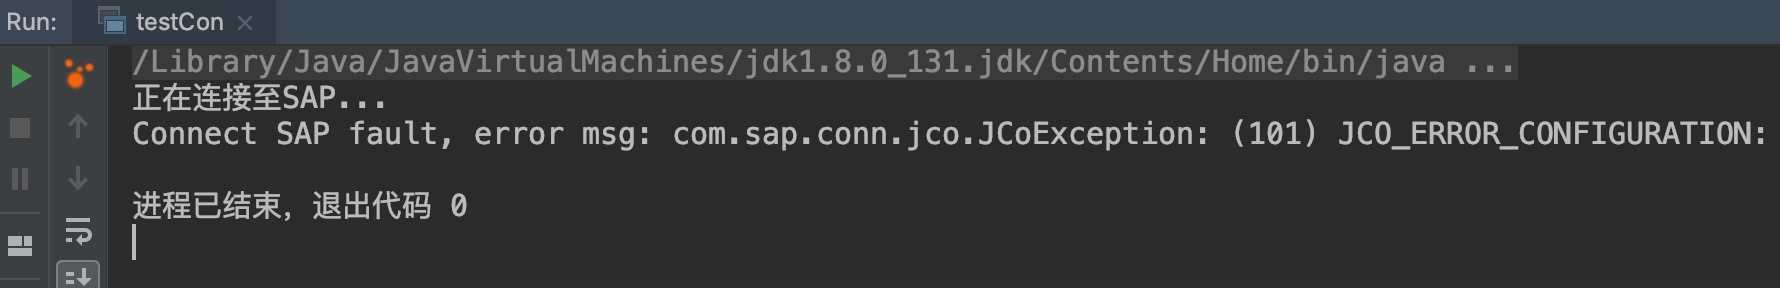 Run: testCon
/Library/Java/JavaVirtualMachines/jdk1.8.0_131.jdk/Contents/Home/bin/java ...
正在连接至SAP...
Connect SAP fault, error msg: com.sap.conn.jco.JCoException: (101) JCO_ERROR_CONFIGURATION:
进程已结束，退出代码 0